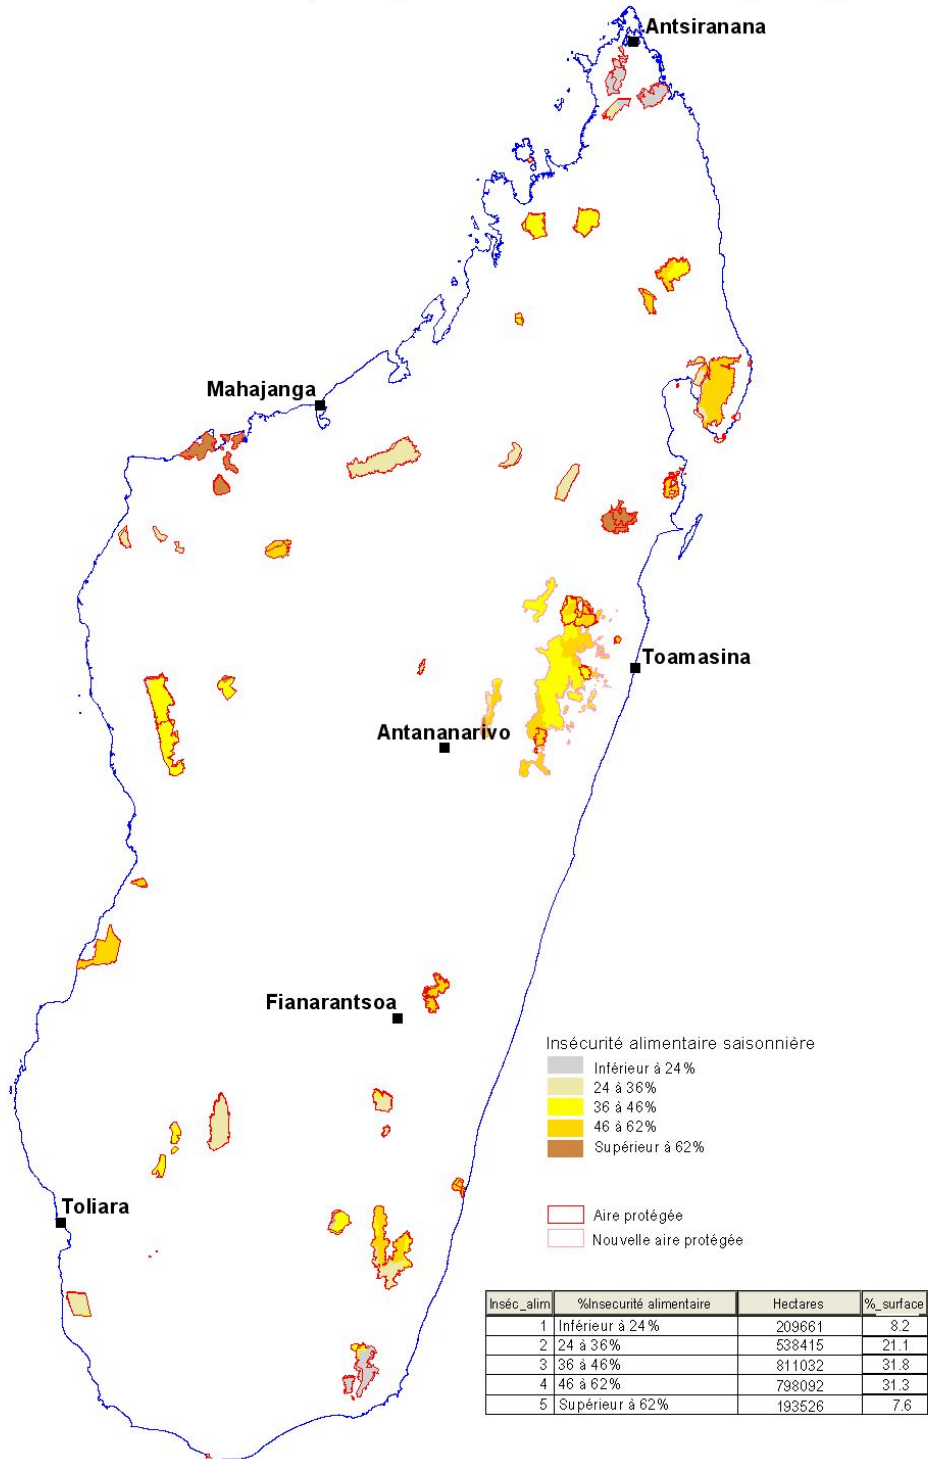 Antsiranana
Mahajanga
Toamasina
Antananarivo
Fianarantsoa
Toliara
Insécurité alimentaire saisonnière
Inférieur à 24%
24 à 36%
36 à 46%
46 à 62%
Supérieur à 62%
Aire protégée
Nouvelle aire protégée
Inséc_alim %Insecurité alimentaire Hectares %_surface
1 Inférieur à 24% 209661 8.2
2 24 à 36% 538415 21.1
3 36 à 46% 811032 31.8
4 46 à 62% 798092 31.3
5 Supérieur à 62% 193526 7.6